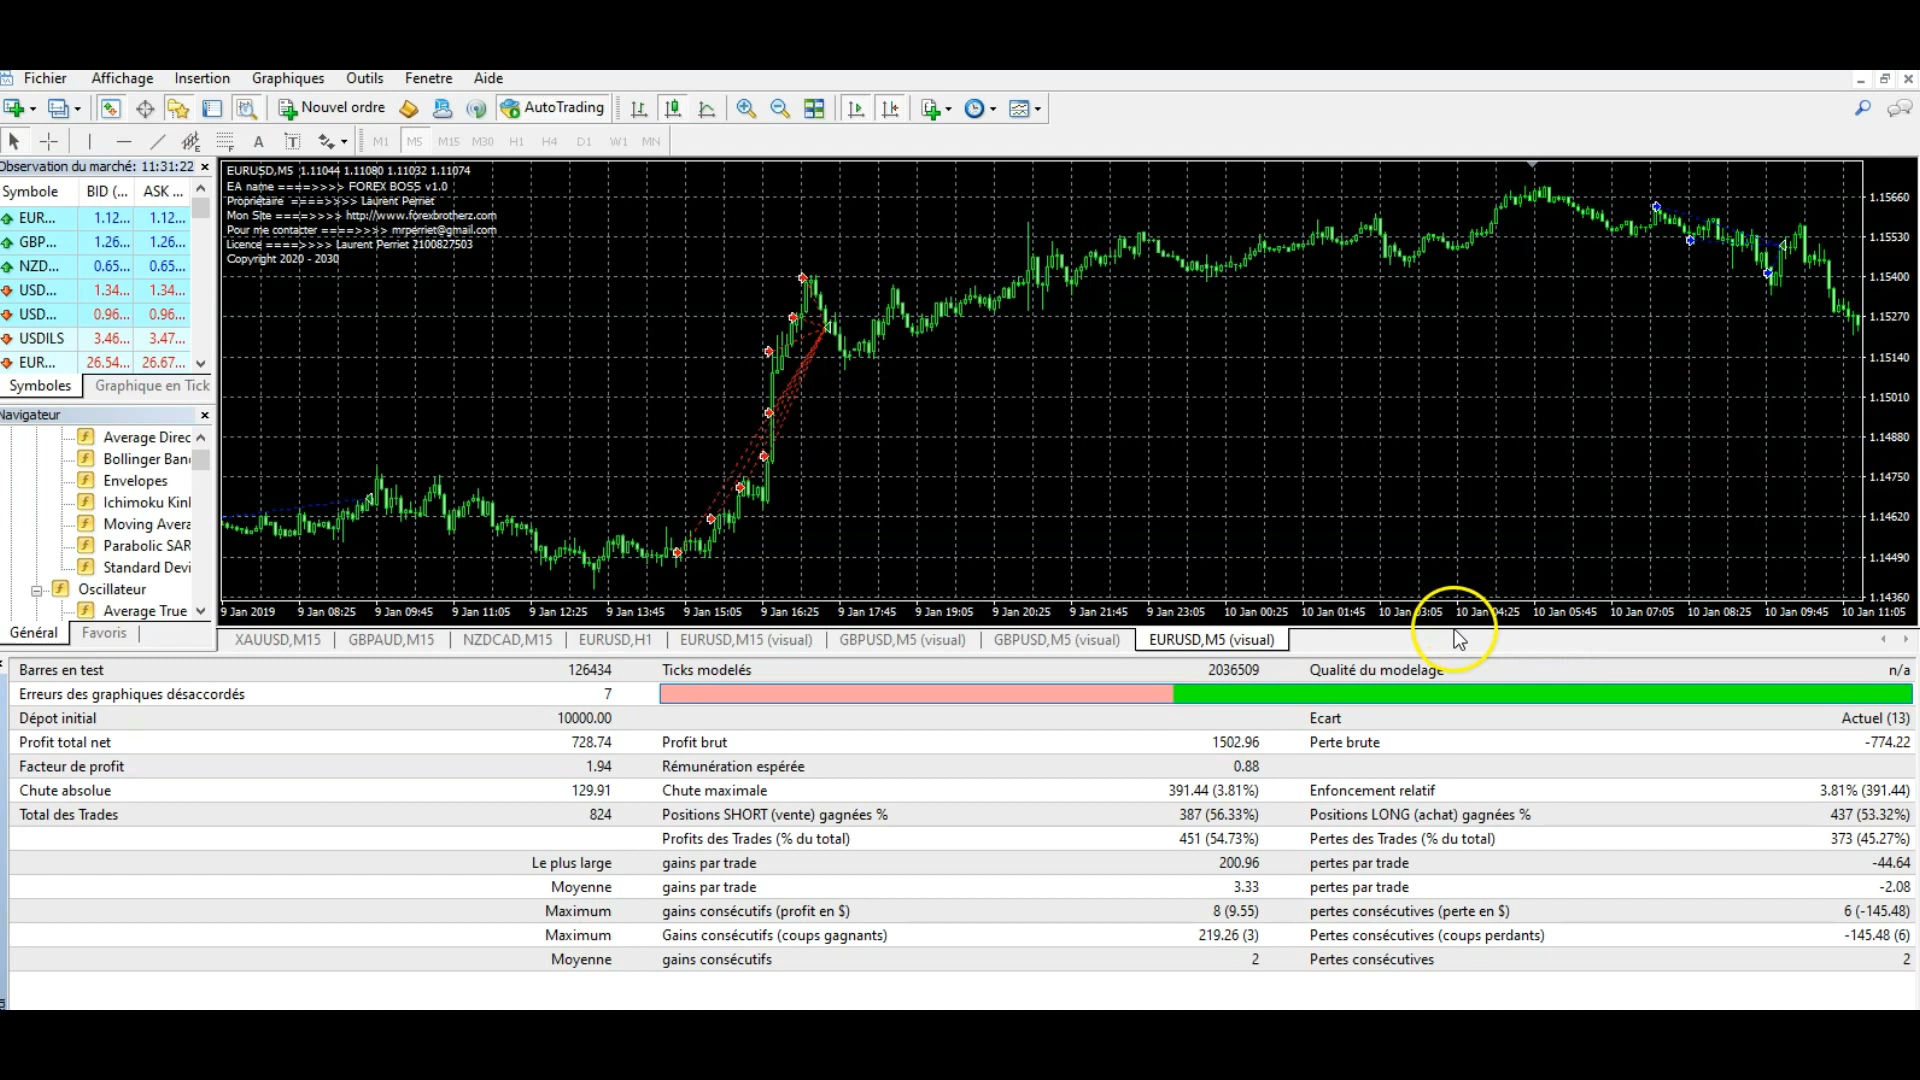 Fichier Affichage Insertion Graphiques Outils Fenetre Aide
Nouvel ordre AutoTrading
M1 M5 M15 M30 H1 H4 D1 W1 MN
Observation du marché: 11:31:22
Symbole BID (... ASK ...
EUR... 1.12... 1.12...
GBP... 1.26... 1.26...
NZD... 0.65... 0.65...
USD... 1.34... 1.34...
USD... 0.96... 0.96...
USDILS 3.46... 3.47...
EUR... 26.54... 26.67...
Symboles Graphique en Tick
Navigateur
Average Direc
Bollinger Ban
Envelopes
Ichimoku Kink
Moving Avera
Parabolic SAR
Standard Devi
Oscillateur
Average True
Général Favoris
EURUSD,M5 1.11044 1.11080 1.11032 1.11074
EA name ====>>>> FOREX BOSS v1.0
Propriétaire ====>>>> Laurent Perriet
Mon Site ====>>>> http://www.forexbrotherz.com
Pour me contacter ====>>>> mrperriet@gmail.com
Licence ====>>>> Laurent Perriet 2100827503
Copyright 2020 - 2030
1.15660
1.15530
1.15400
1.15270
1.15140
1.15010
1.14880
1.14750
1.14620
1.14490
1.14360
9 Jan 2019 9 Jan 08:25 9 Jan 09:45 9 Jan 11:05 9 Jan 12:25 9 Jan 13:45 9 Jan 15:05 9 Jan 16:25 9 Jan 17:45 9 Jan 19:05 9 Jan 20:25 9 Jan 21:45 9 Jan 23:05 10 Jan 00:25 10 Jan 01:45 10 Jan 03:05 10 Jan 04:25 10 Jan 05:45 10 Jan 07:05 10 Jan 08:25 10 Jan 09:45 10 Jan 11:05
XAUUSD,M15 GBPAUD,M15 NZDCAD,M15 EURUSD,H1 EURUSD,M15 (visual) GBPUSD,M5 (visual) GBPUSD,M5 (visual) EURUSD,M5 (visual)
Barres en test 126434 Ticks modelés 2036509 Qualité du modelage n/a
Erreurs des graphiques désaccordés 7
Dépot initial 10000.00 Ecart Actuel (13)
Profit total net 728.74 Profit brut 1502.96 Perte brute -774.22
Facteur de profit 1.94 Rémunération espérée 0.88
Chute absolue 129.91 Chute maximale 391.44 (3.81%) Enfoncement relatif 3.81% (391.44)
Total des Trades 824 Positions SHORT (vente) gagnées % 387 (56.33%) Positions LONG (achat) gagnées % 437 (53.32%)
Profits des Trades (% du total) 451 (54.73%) Pertes des Trades (% du total) 373 (45.27%)
Le plus large gains par trade 200.96 pertes par trade -44.64
Moyenne gains par trade 3.33 pertes par trade -2.08
Maximum gains consécutifs (profit en $) 8 (9.55) pertes consécutives (perte en $) 6 (-145.48)
Maximum Gains consécutifs (coups gagnants) 219.26 (3) Pertes consécutives (coups perdants) -145.48 (6)
Moyenne gains consécutifs 2 Pertes consécutives 2